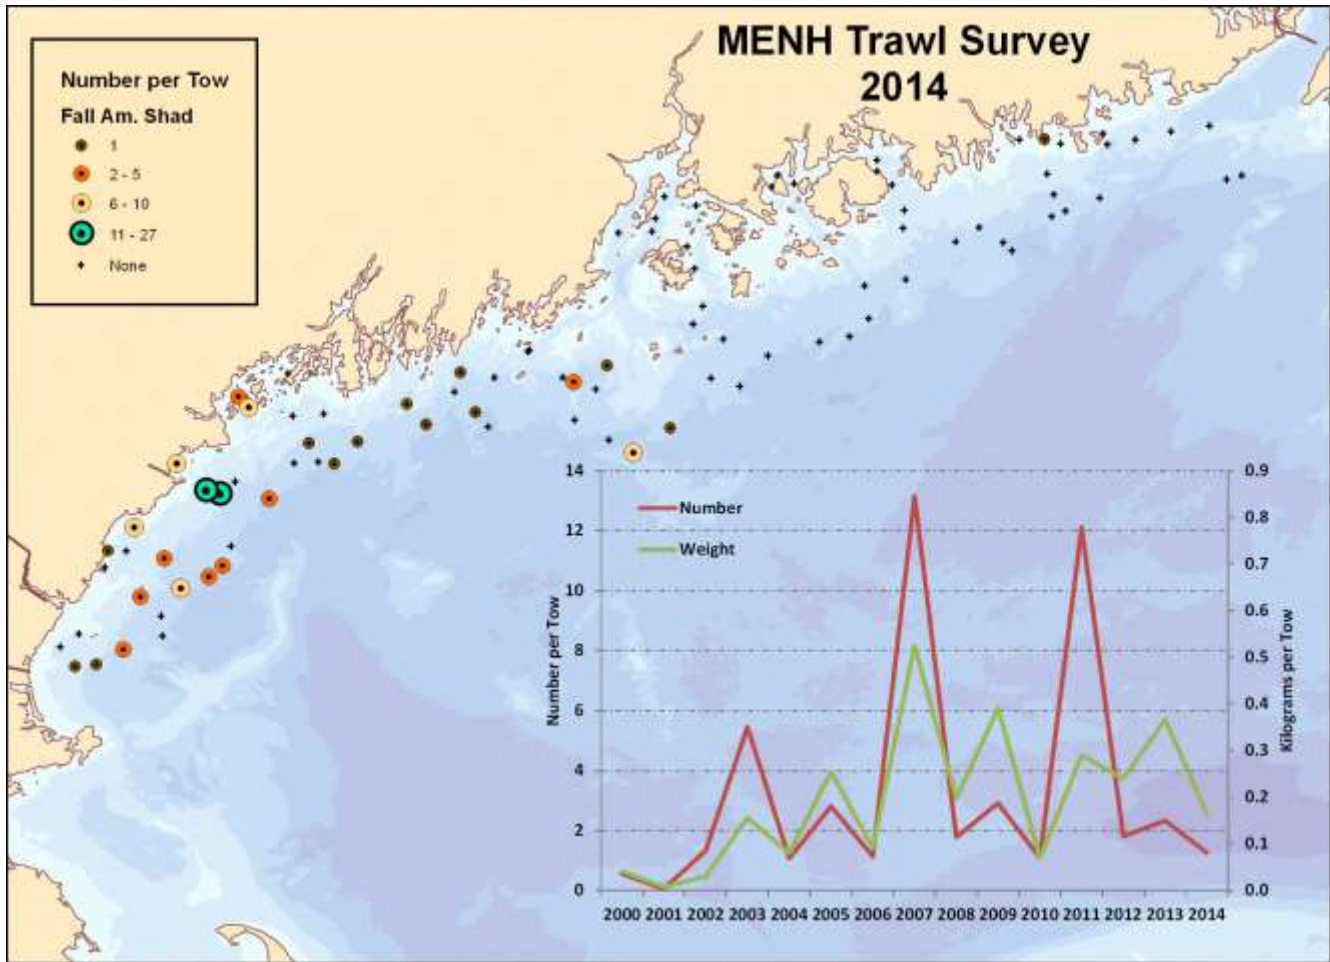 MENH Trawl Survey
2014
Number per Tow
Fall Am. Shad
1
2 - 5
6 - 10
11 - 27
None
14
12
10
8
6
4
2
0
Number per Tow
Number
Weight
0.9
0.8
0.7
0.6
0.5
0.4
0.3
0.2
0.1
0.0
Kilograms per Tow
2000 2001 2002 2003 2004 2005 2006 2007 2008 2009 2010 2011 2012 2013 2014